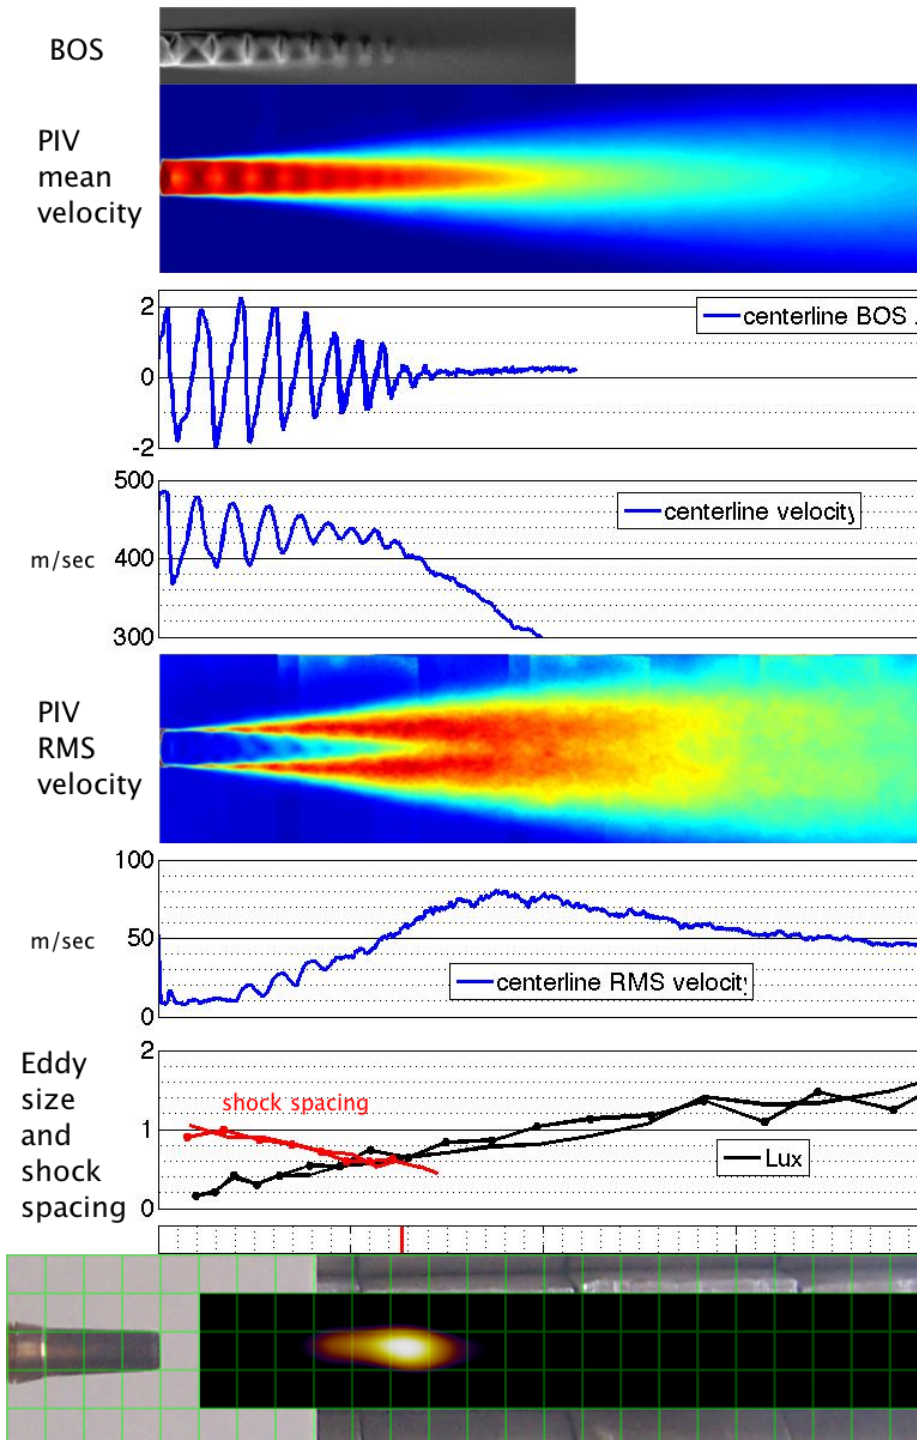 BOS
PIV
mean
velocity
2
0
-2
centerline BOS
500
400
300
m/sec
centerline velocity
PIV
RMS
velocity
100
50
0
m/sec
centerline RMS velocity
Eddy
size
and
shock
spacing
2
1
0
shock spacing
Lux